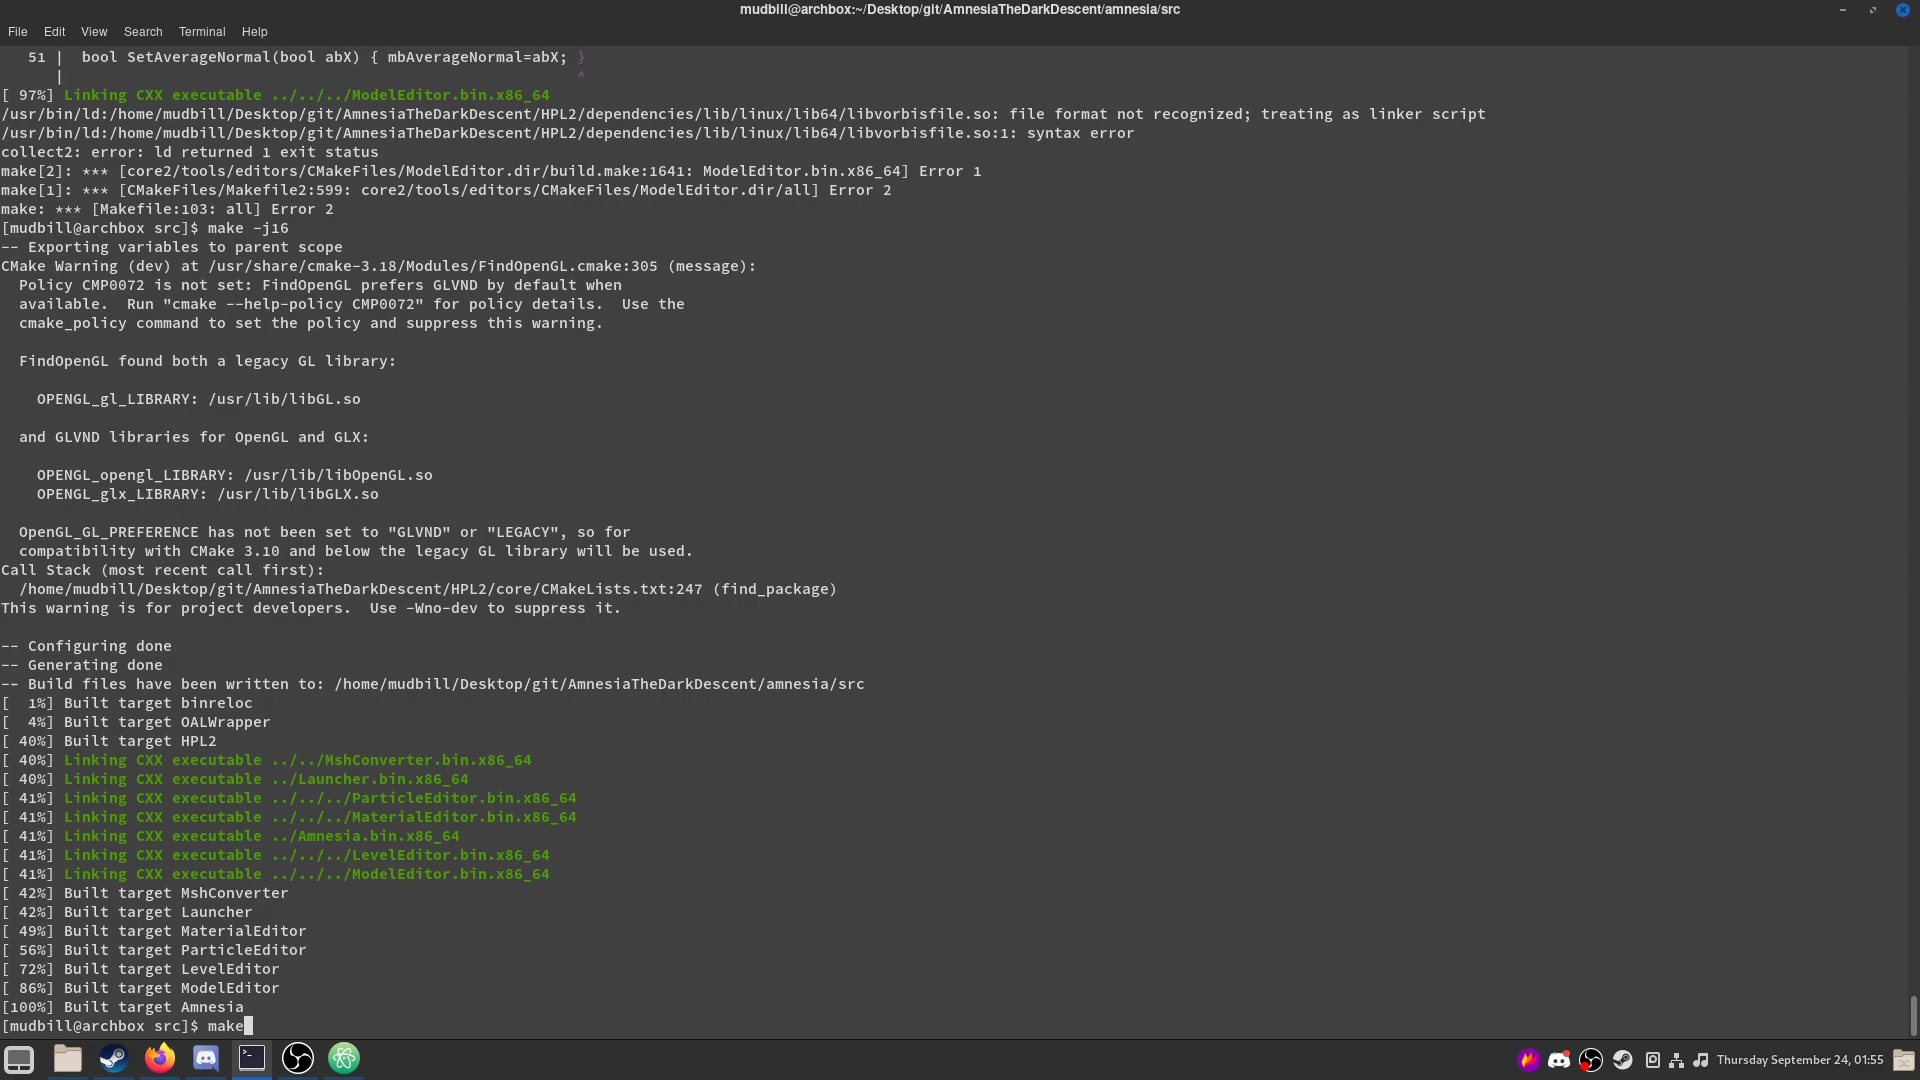 mudbill@archbox:~/Desktop/git/AmnesiaTheDarkDescent/amnesia/src
File Edit View Search Terminal Help
   51 |  bool SetAverageNormal(bool abX) { mbAverageNormal=abX; }
      |                                                         ^
[ 97%] Linking CXX executable ../../../ModelEditor.bin.x86_64
/usr/bin/ld:/home/mudbill/Desktop/git/AmnesiaTheDarkDescent/HPL2/dependencies/lib/linux/lib64/libvorbisfile.so: file format not recognized; treating as linker script
/usr/bin/ld:/home/mudbill/Desktop/git/AmnesiaTheDarkDescent/HPL2/dependencies/lib/linux/lib64/libvorbisfile.so:1: syntax error
collect2: error: ld returned 1 exit status
make[2]: *** [core2/tools/editors/CMakeFiles/ModelEditor.dir/build.make:1641: ModelEditor.bin.x86_64] Error 1
make[1]: *** [CMakeFiles/Makefile2:599: core2/tools/editors/CMakeFiles/ModelEditor.dir/all] Error 2
make: *** [Makefile:103: all] Error 2
[mudbill@archbox src]$ make -j16
-- Exporting variables to parent scope
CMake Warning (dev) at /usr/share/cmake-3.18/Modules/FindOpenGL.cmake:305 (message):
  Policy CMP0072 is not set: FindOpenGL prefers GLVND by default when
  available.  Run "cmake --help-policy CMP0072" for policy details.  Use the
  cmake_policy command to set the policy and suppress this warning.
  FindOpenGL found both a legacy GL library:
    OPENGL_gl_LIBRARY: /usr/lib/libGL.so
  and GLVND libraries for OpenGL and GLX:
    OPENGL_opengl_LIBRARY: /usr/lib/libOpenGL.so
    OPENGL_glx_LIBRARY: /usr/lib/libGLX.so
  OpenGL_GL_PREFERENCE has not been set to "GLVND" or "LEGACY", so for
  compatibility with CMake 3.10 and below the legacy GL library will be used.
Call Stack (most recent call first):
  /home/mudbill/Desktop/git/AmnesiaTheDarkDescent/HPL2/core/CMakeLists.txt:247 (find_package)
This warning is for project developers.  Use -Wno-dev to suppress it.
-- Configuring done
-- Generating done
-- Build files have been written to: /home/mudbill/Desktop/git/AmnesiaTheDarkDescent/amnesia/src
[  1%] Built target binreloc
[  4%] Built target OALWrapper
[ 40%] Built target HPL2
[ 40%] Linking CXX executable ../../MshConverter.bin.x86_64
[ 40%] Linking CXX executable ../Launcher.bin.x86_64
[ 41%] Linking CXX executable ../../../ParticleEditor.bin.x86_64
[ 41%] Linking CXX executable ../../../MaterialEditor.bin.x86_64
[ 41%] Linking CXX executable ../Amnesia.bin.x86_64
[ 41%] Linking CXX executable ../../../LevelEditor.bin.x86_64
[ 41%] Linking CXX executable ../../../ModelEditor.bin.x86_64
[ 42%] Built target MshConverter
[ 42%] Built target Launcher
[ 49%] Built target MaterialEditor
[ 56%] Built target ParticleEditor
[ 72%] Built target LevelEditor
[ 86%] Built target ModelEditor
[100%] Built target Amnesia
[mudbill@archbox src]$ make
Thursday September 24, 01:55